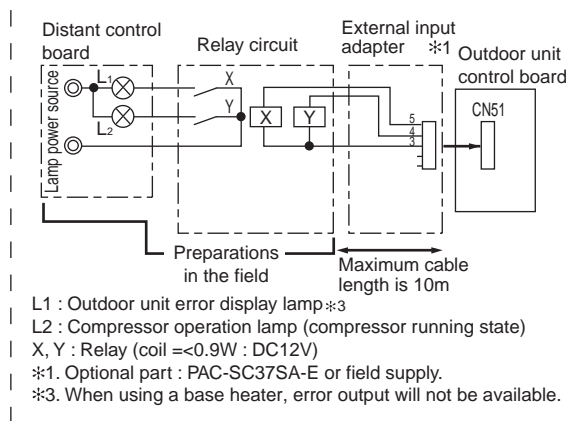 Distant control
board
Relay circuit
External input
adapter ✻1
Outdoor unit
control board
Lamp power source
L1
L2
X
Y
X
Y
5
4
3
CN51
Preparations
in the field
Maximum cable
length is 10m
L1 : Outdoor unit error display lamp✻3
L2 : Compressor operation lamp (compressor running state)
X, Y : Relay (coil =<0.9W : DC12V)
✻1. Optional part : PAC-SC37SA-E or field supply.
✻3. When using a base heater, error output will not be available.